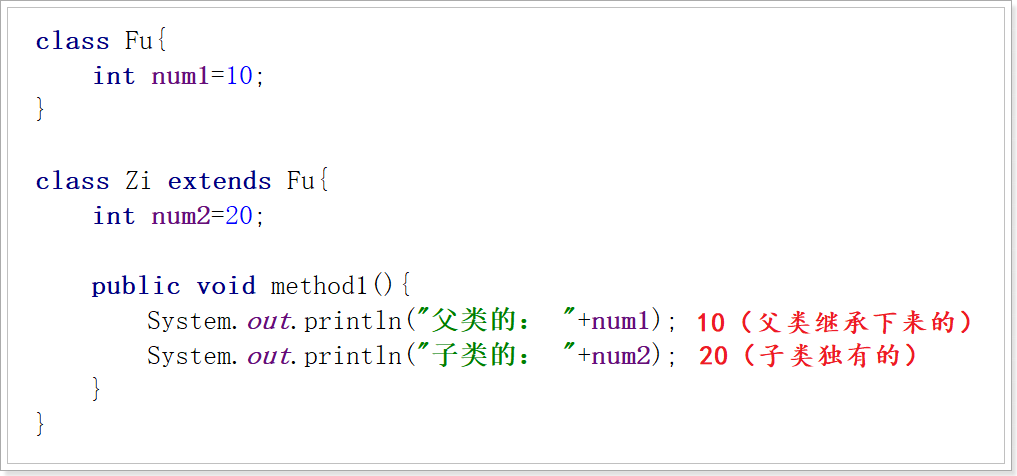 class Fu{
    int num1=10;
}
class Zi extends Fu{
    int num2=20;
    public void method1(){
        System.out.println("父类的： "+num1); 10（父类继承下来的）
        System.out.println("子类的： "+num2); 20（子类独有的）
    }
}